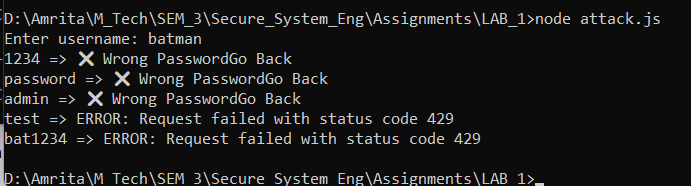 D:\Amrita\M_Tech\SEM_3\Secure_System_Eng\Assignments\LAB_1>node attack.js
Enter username: batman
1234 => ❌ Wrong PasswordGo Back
password => ❌ Wrong PasswordGo Back
admin => ❌ Wrong PasswordGo Back
test => ERROR: Request failed with status code 429
bat1234 => ERROR: Request failed with status code 429
D:\Amrita\M_Tech\SEM_3\Secure_System_Eng\Assignments\LAB_1>